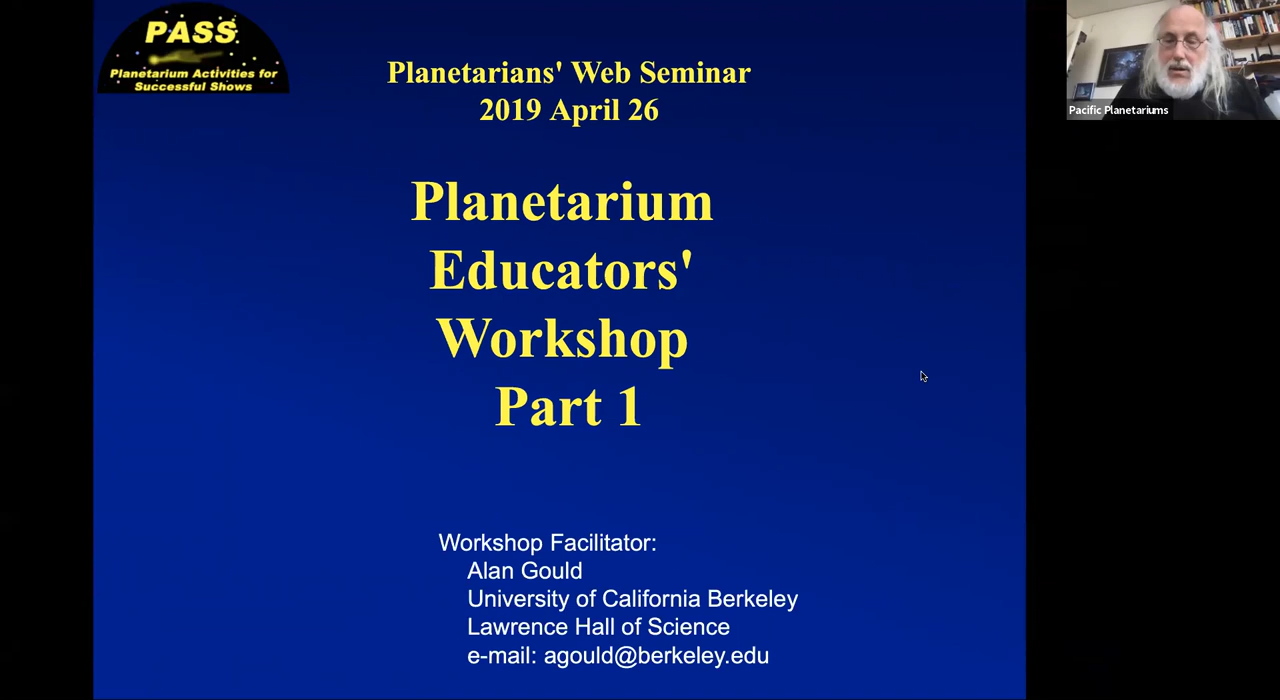 PASS
Planetarium Activities for
Successful Shows
Planetarians' Web Seminar
2019 April 26
Planetarium
Educators'
Workshop
Part 1
Workshop Facilitator:
Alan Gould
University of California Berkeley
Lawrence Hall of Science
e-mail: agould@berkeley.edu
Pacific Planetariums